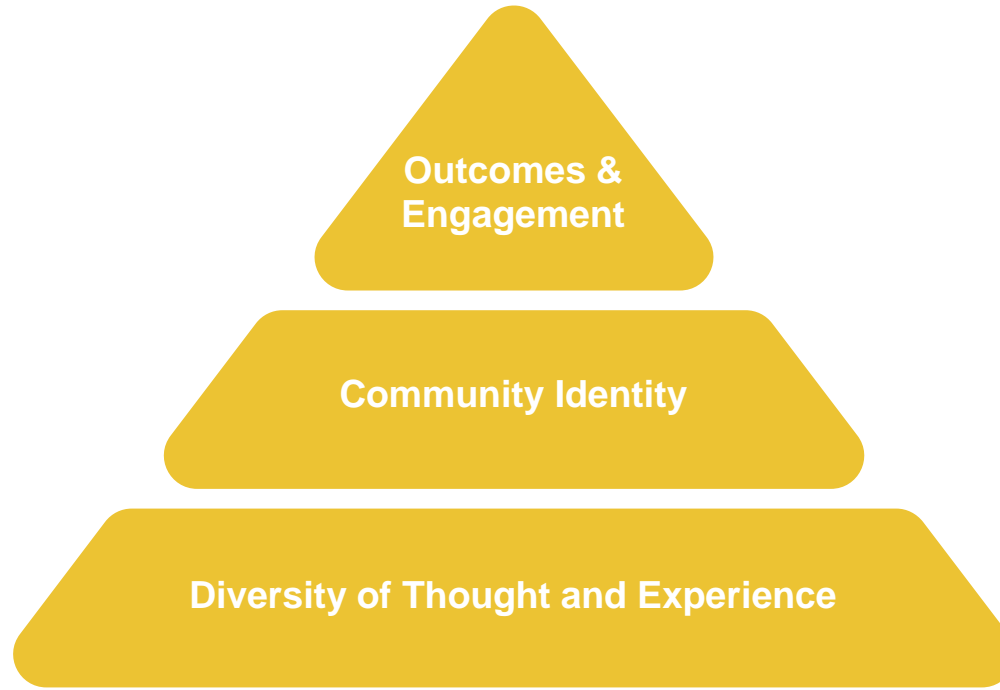 Outcomes &
Engagement
Community Identity
Diversity of Thought and Experience